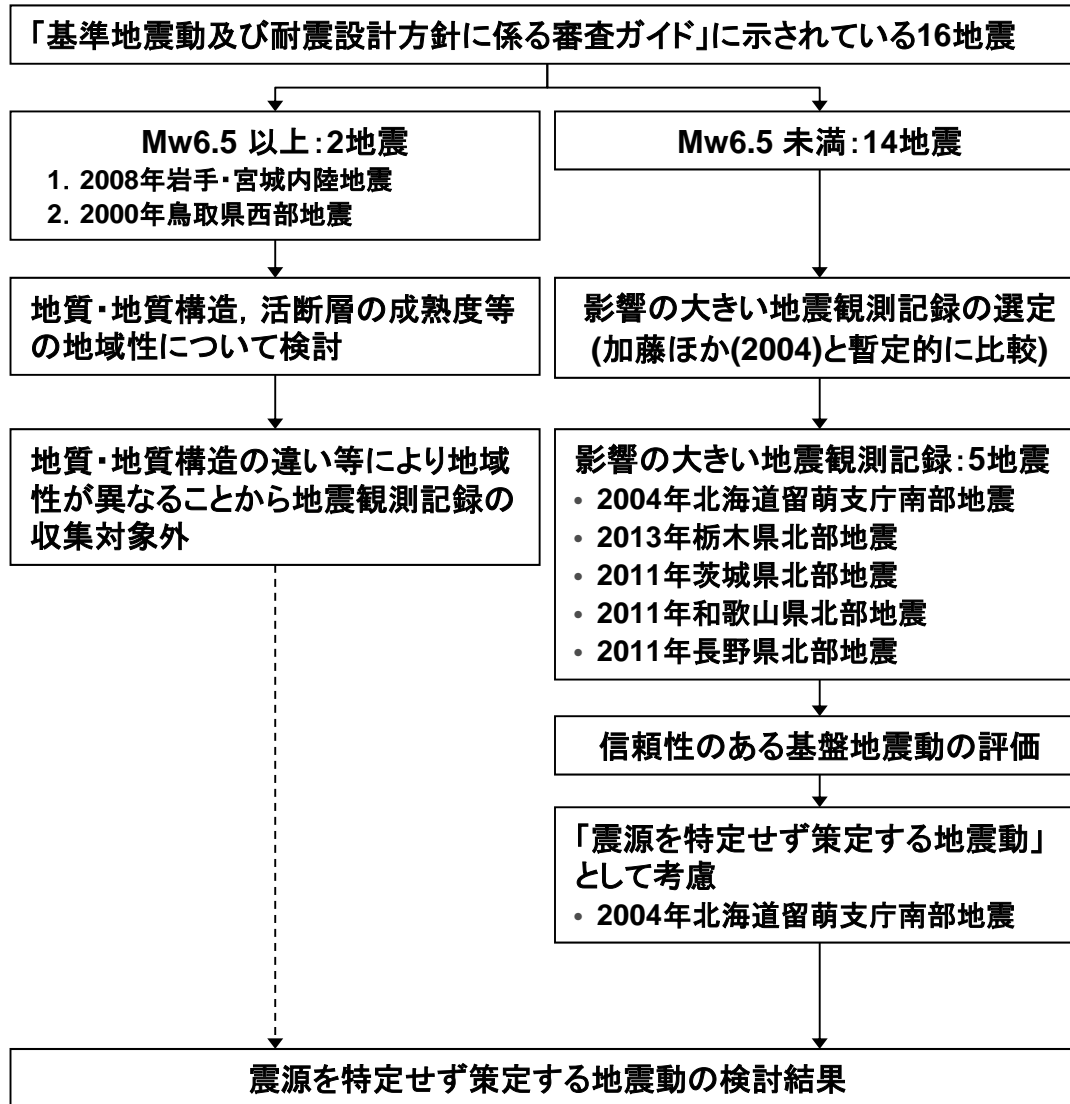 「基準地震動及び耐震設計方針に係る審査ガイド」に示されている16地震
Mw6.5 以上:2地震
1. 2008年岩手・宮城内陸地震
2. 2000年鳥取県西部地震
地質・地質構造, 活断層の成熟度等
の地域性について検討
地質・地質構造の違い等により地域
性が異なることから地震観測記録の
収集対象外
Mw6.5 未満:14地震
影響の大きい地震観測記録の選定
(加藤ほか(2004)と暫定的に比較)
影響の大きい地震観測記録:5地震
• 2004年北海道留萌支庁南部地震
• 2013年栃木県北部地震
• 2011年茨城県北部地震
• 2011年和歌山県北部地震
• 2011年長野県北部地震
信頼性のある基盤地震動の評価
「震源を特定せず策定する地震動」
として考慮
• 2004年北海道留萌支庁南部地震
震源を特定せず策定する地震動の検討結果